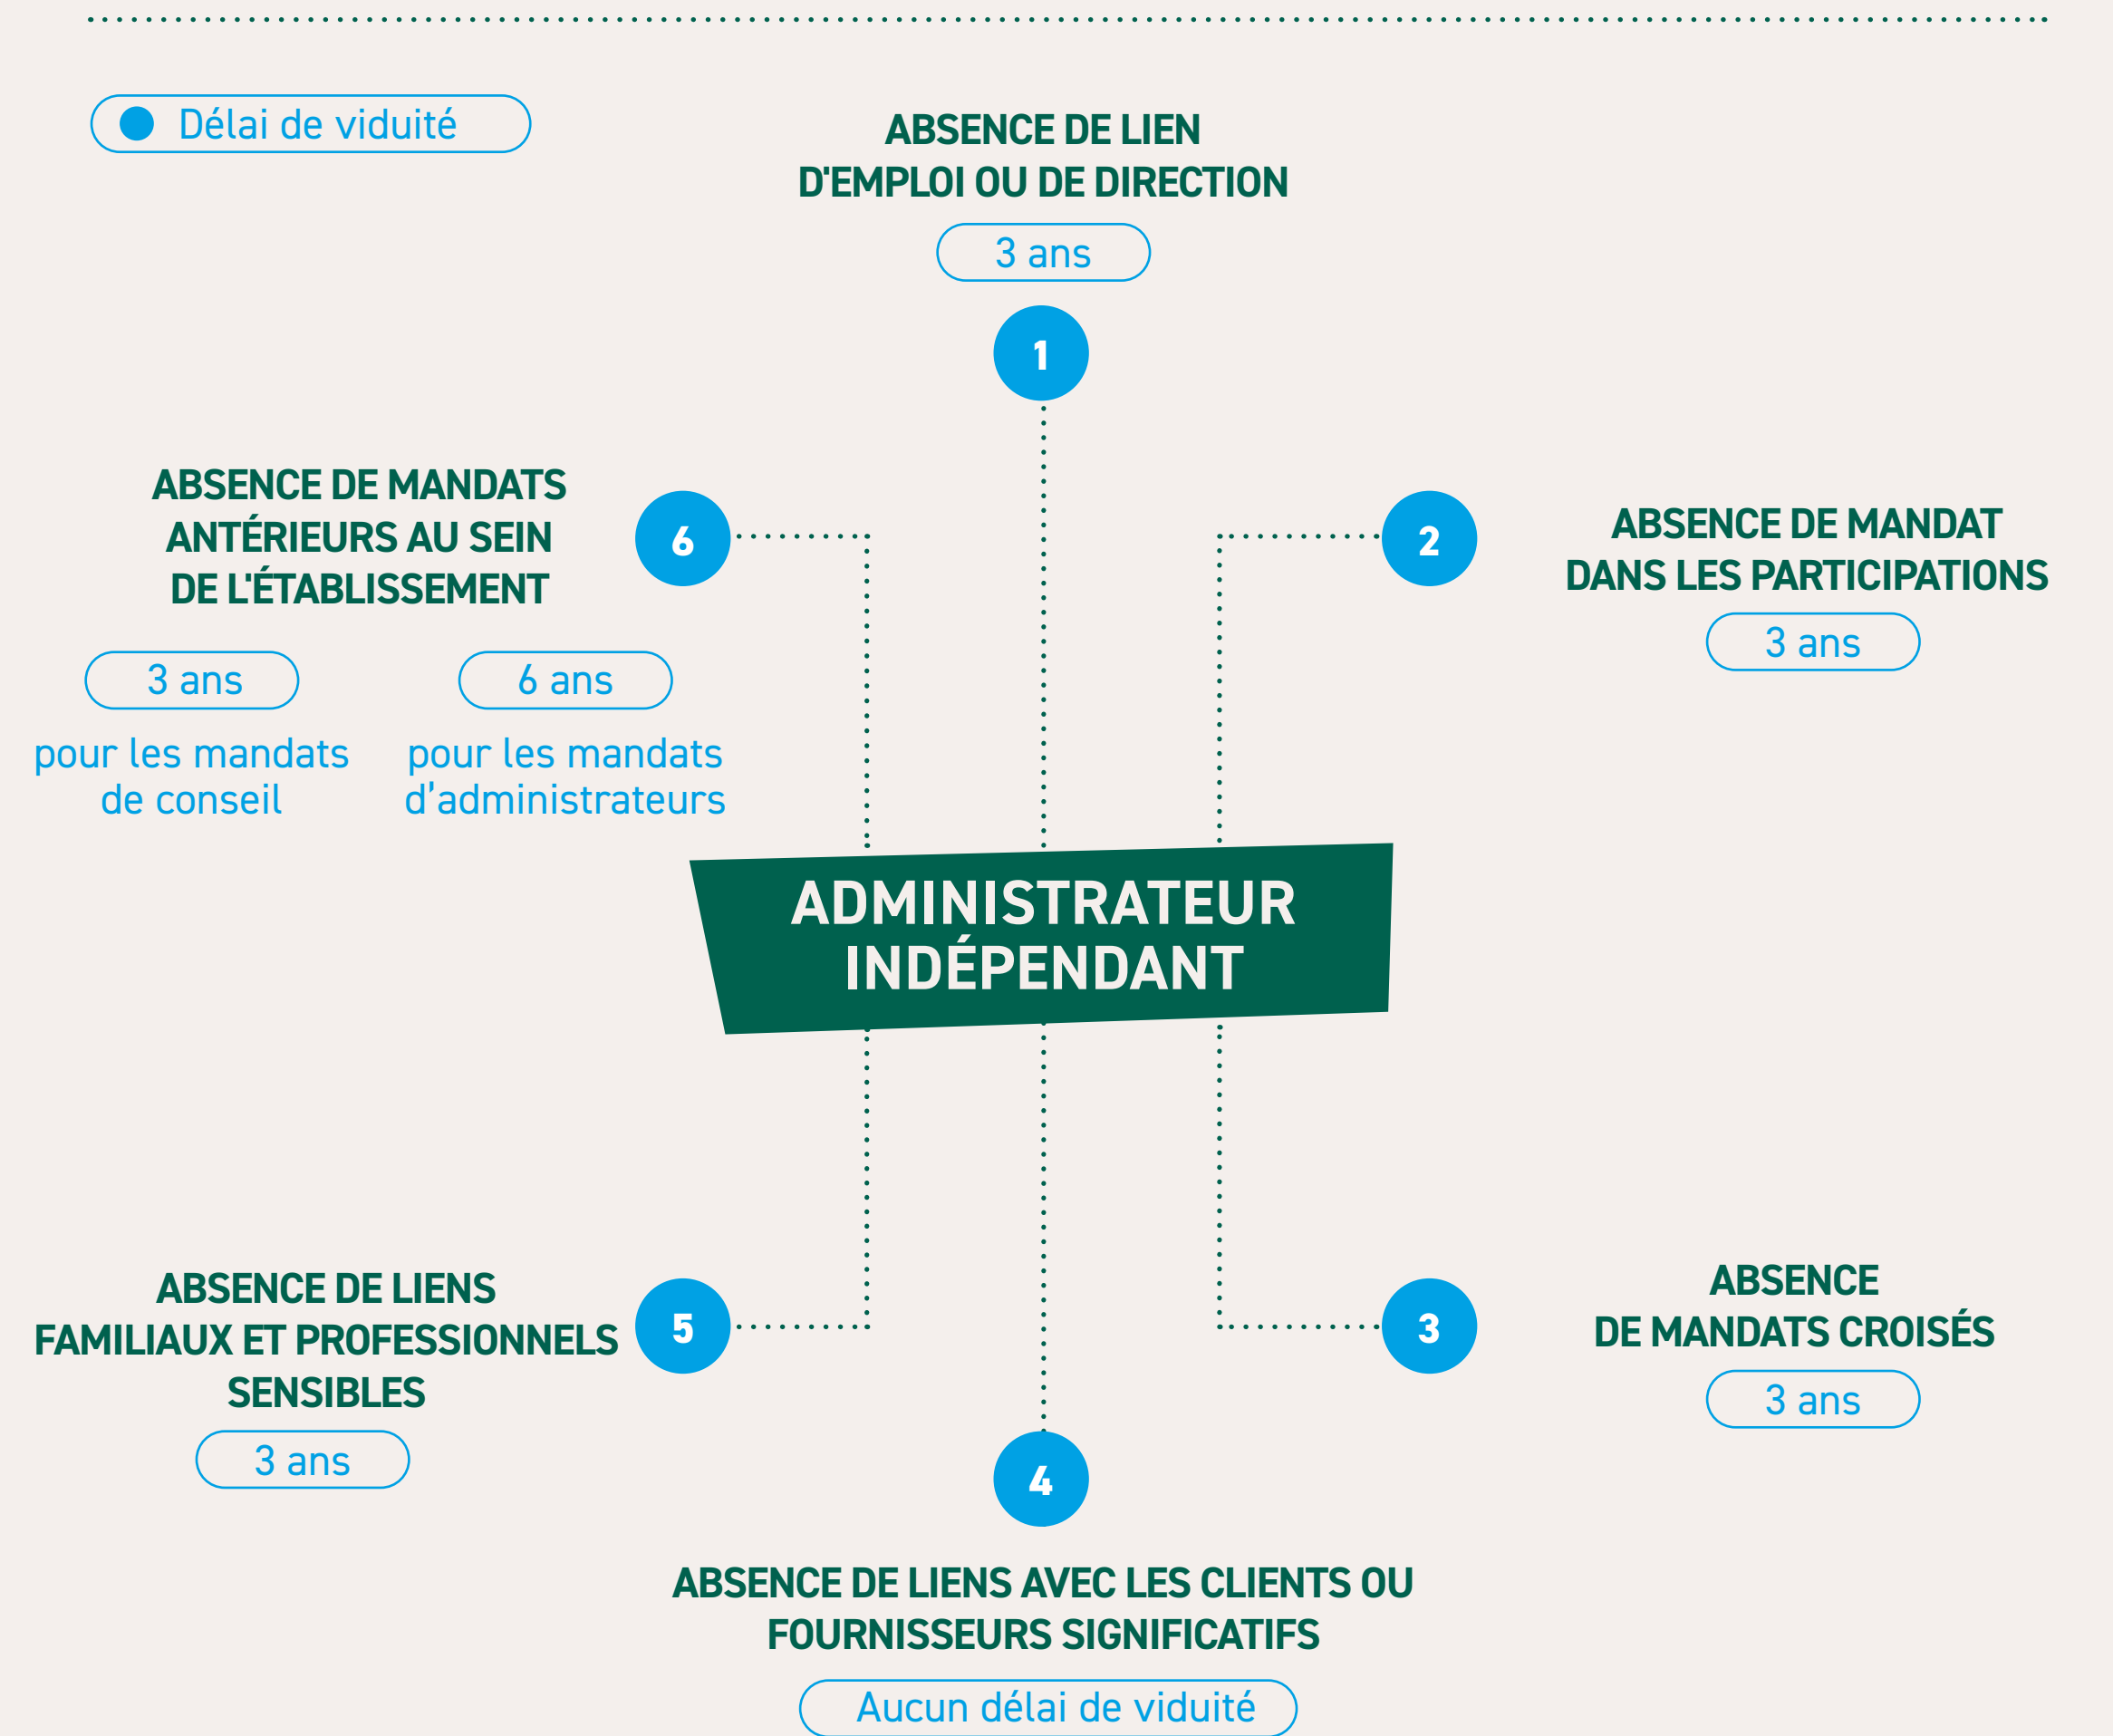 Délai de viduité
ABSENCE DE LIEN
D'EMPLOI OU DE DIRECTION
3 ans
1
ABSENCE DE MANDATS
ANTÉRIEURS AU SEIN
DE L'ÉTABLISSEMENT
6
3 ans
6 ans
pour les mandats
de conseil
pour les mandats
d’administrateurs
2
ABSENCE DE MANDAT
DANS LES PARTICIPATIONS
3 ans
ADMINISTRATEUR
INDÉPENDANT
ABSENCE DE LIENS
FAMILIAUX ET PROFESSIONNELS
SENSIBLES
3 ans
5
3
ABSENCE
DE MANDATS CROISÉS
3 ans
4
ABSENCE DE LIENS AVEC LES CLIENTS OU
FOURNISSEURS SIGNIFICATIFS
Aucun délai de viduité